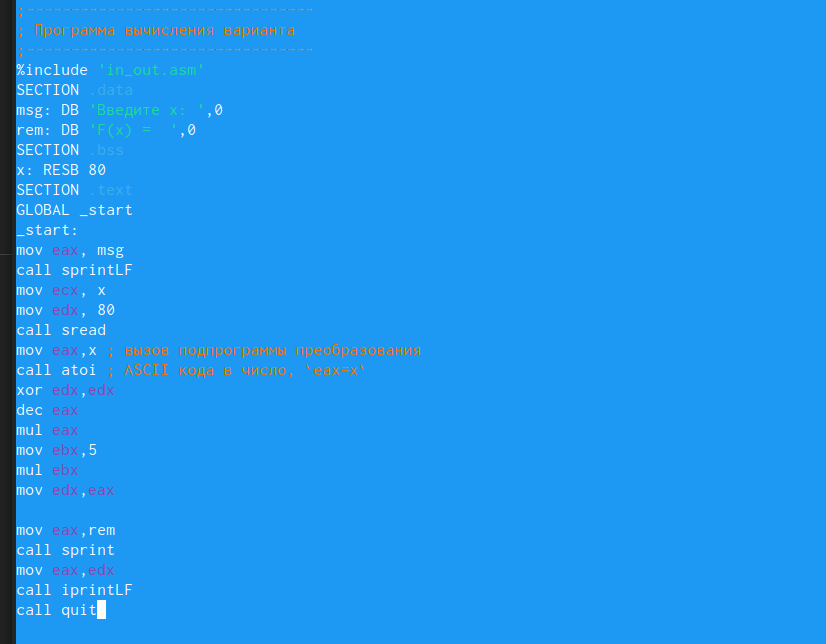 ;---------------------------------
; Программа вычисления варианта
;---------------------------------
%include 'in_out.asm'
SECTION .data
msg: DB 'Введите x: ',0
rem: DB 'F(x) =  ',0
SECTION .bss
x: RESB 80
SECTION .text
GLOBAL _start
_start:
mov eax, msg
call sprintLF
mov ecx, x
mov edx, 80
call sread
mov eax,x ; вызов подпрограммы преобразования
call atoi ; ASCII кода в число, `eax=x`
xor edx,edx
dec eax
mul eax
mov ebx,5
mul ebx
mov edx,eax
mov eax,rem
call sprint
mov eax,edx
call iprintLF
call quit